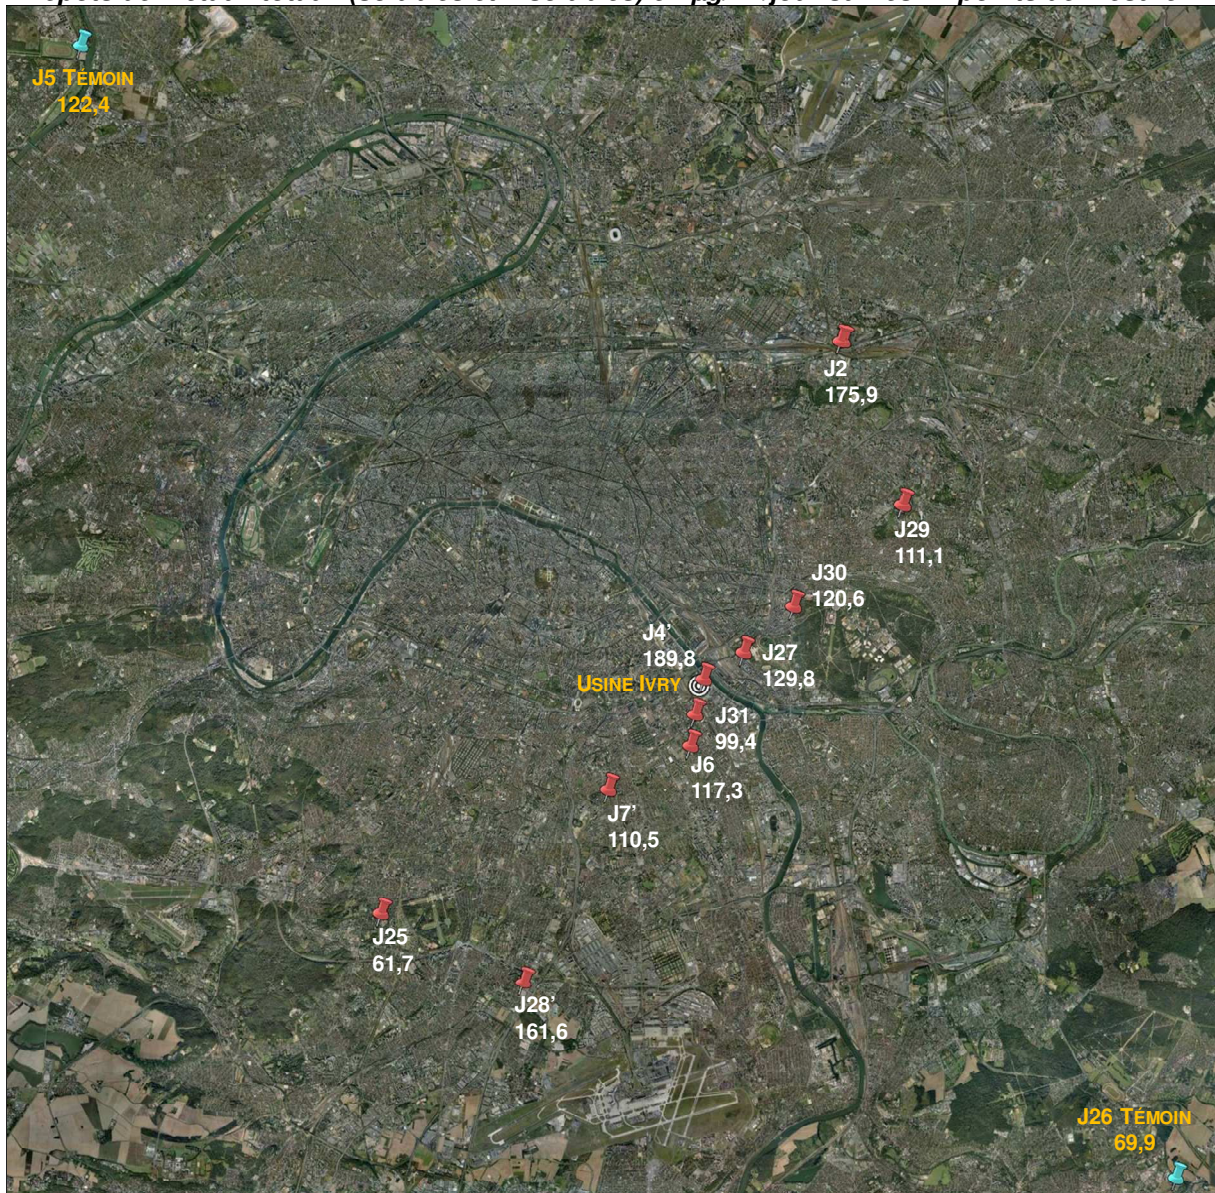 J5 TÉMOIN
122,4
J2
175,9
J29
111,1
J30
120,6
J4'
189,8
J27
129,8
USINE IVRY
J31
99,4
J6
117,3
J7'
110,5
J25
61,7
J28'
161,6
J26 TÉMOIN
69,9